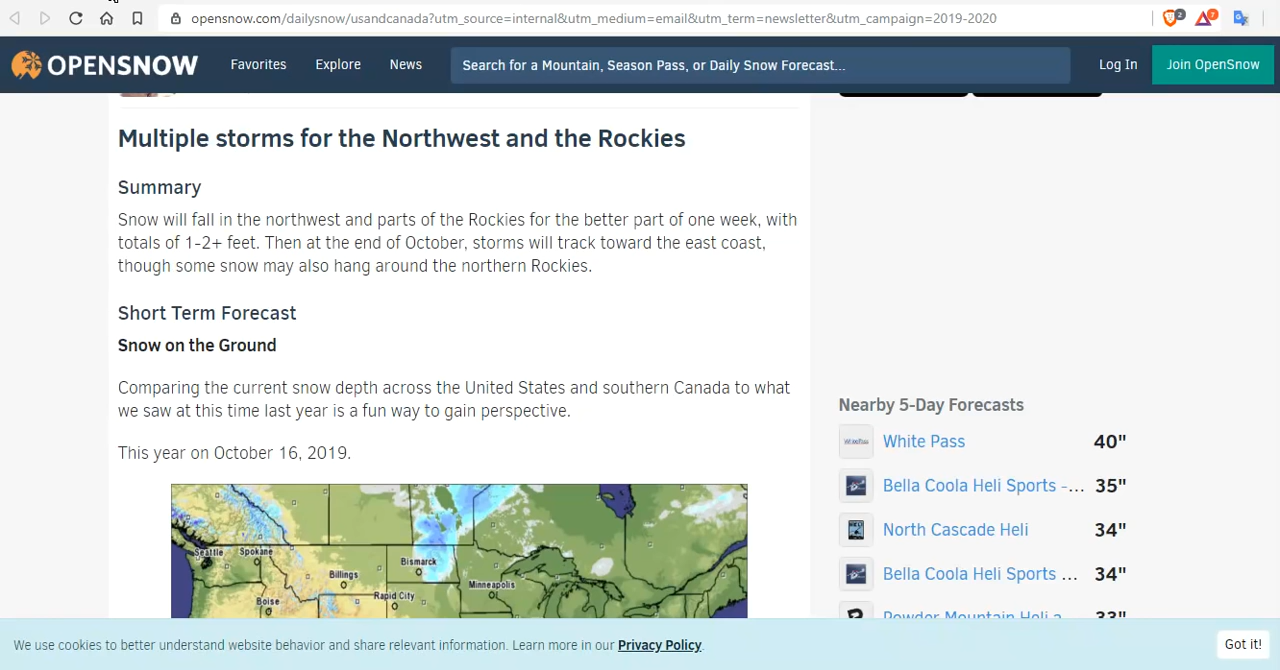 opensnow.com/dailysnow/usandcanada?utm_source=internal&utm_medium=email&utm_term=newsletter&utm_campaign=2019-2020
2
7
OPENSNOW
Favorites
Explore
News
Search for a Mountain, Season Pass, or Daily Snow Forecast...
Log In
Join OpenSnow
Multiple storms for the Northwest and the Rockies
Summary
Snow will fall in the northwest and parts of the Rockies for the better part of one week, with
totals of 1-2+ feet. Then at the end of October, storms will track toward the east coast,
though some snow may also hang around the northern Rockies.
Short Term Forecast
Snow on the Ground
Comparing the current snow depth across the United States and southern Canada to what
we saw at this time last year is a fun way to gain perspective.
This year on October 16, 2019.
Seattle
Spokane
Bismarck
Billings
Minneapolis
Rapid City
Boise
Nearby 5-Day Forecasts
White Pass 40"
Bella Coola Heli Sports -... 35"
North Cascade Heli 34"
Bella Coola Heli Sports ... 34"
Powder Mountain Heli a... 33"
We use cookies to better understand website behavior and share relevant information. Learn more in our Privacy Policy.
Got it!